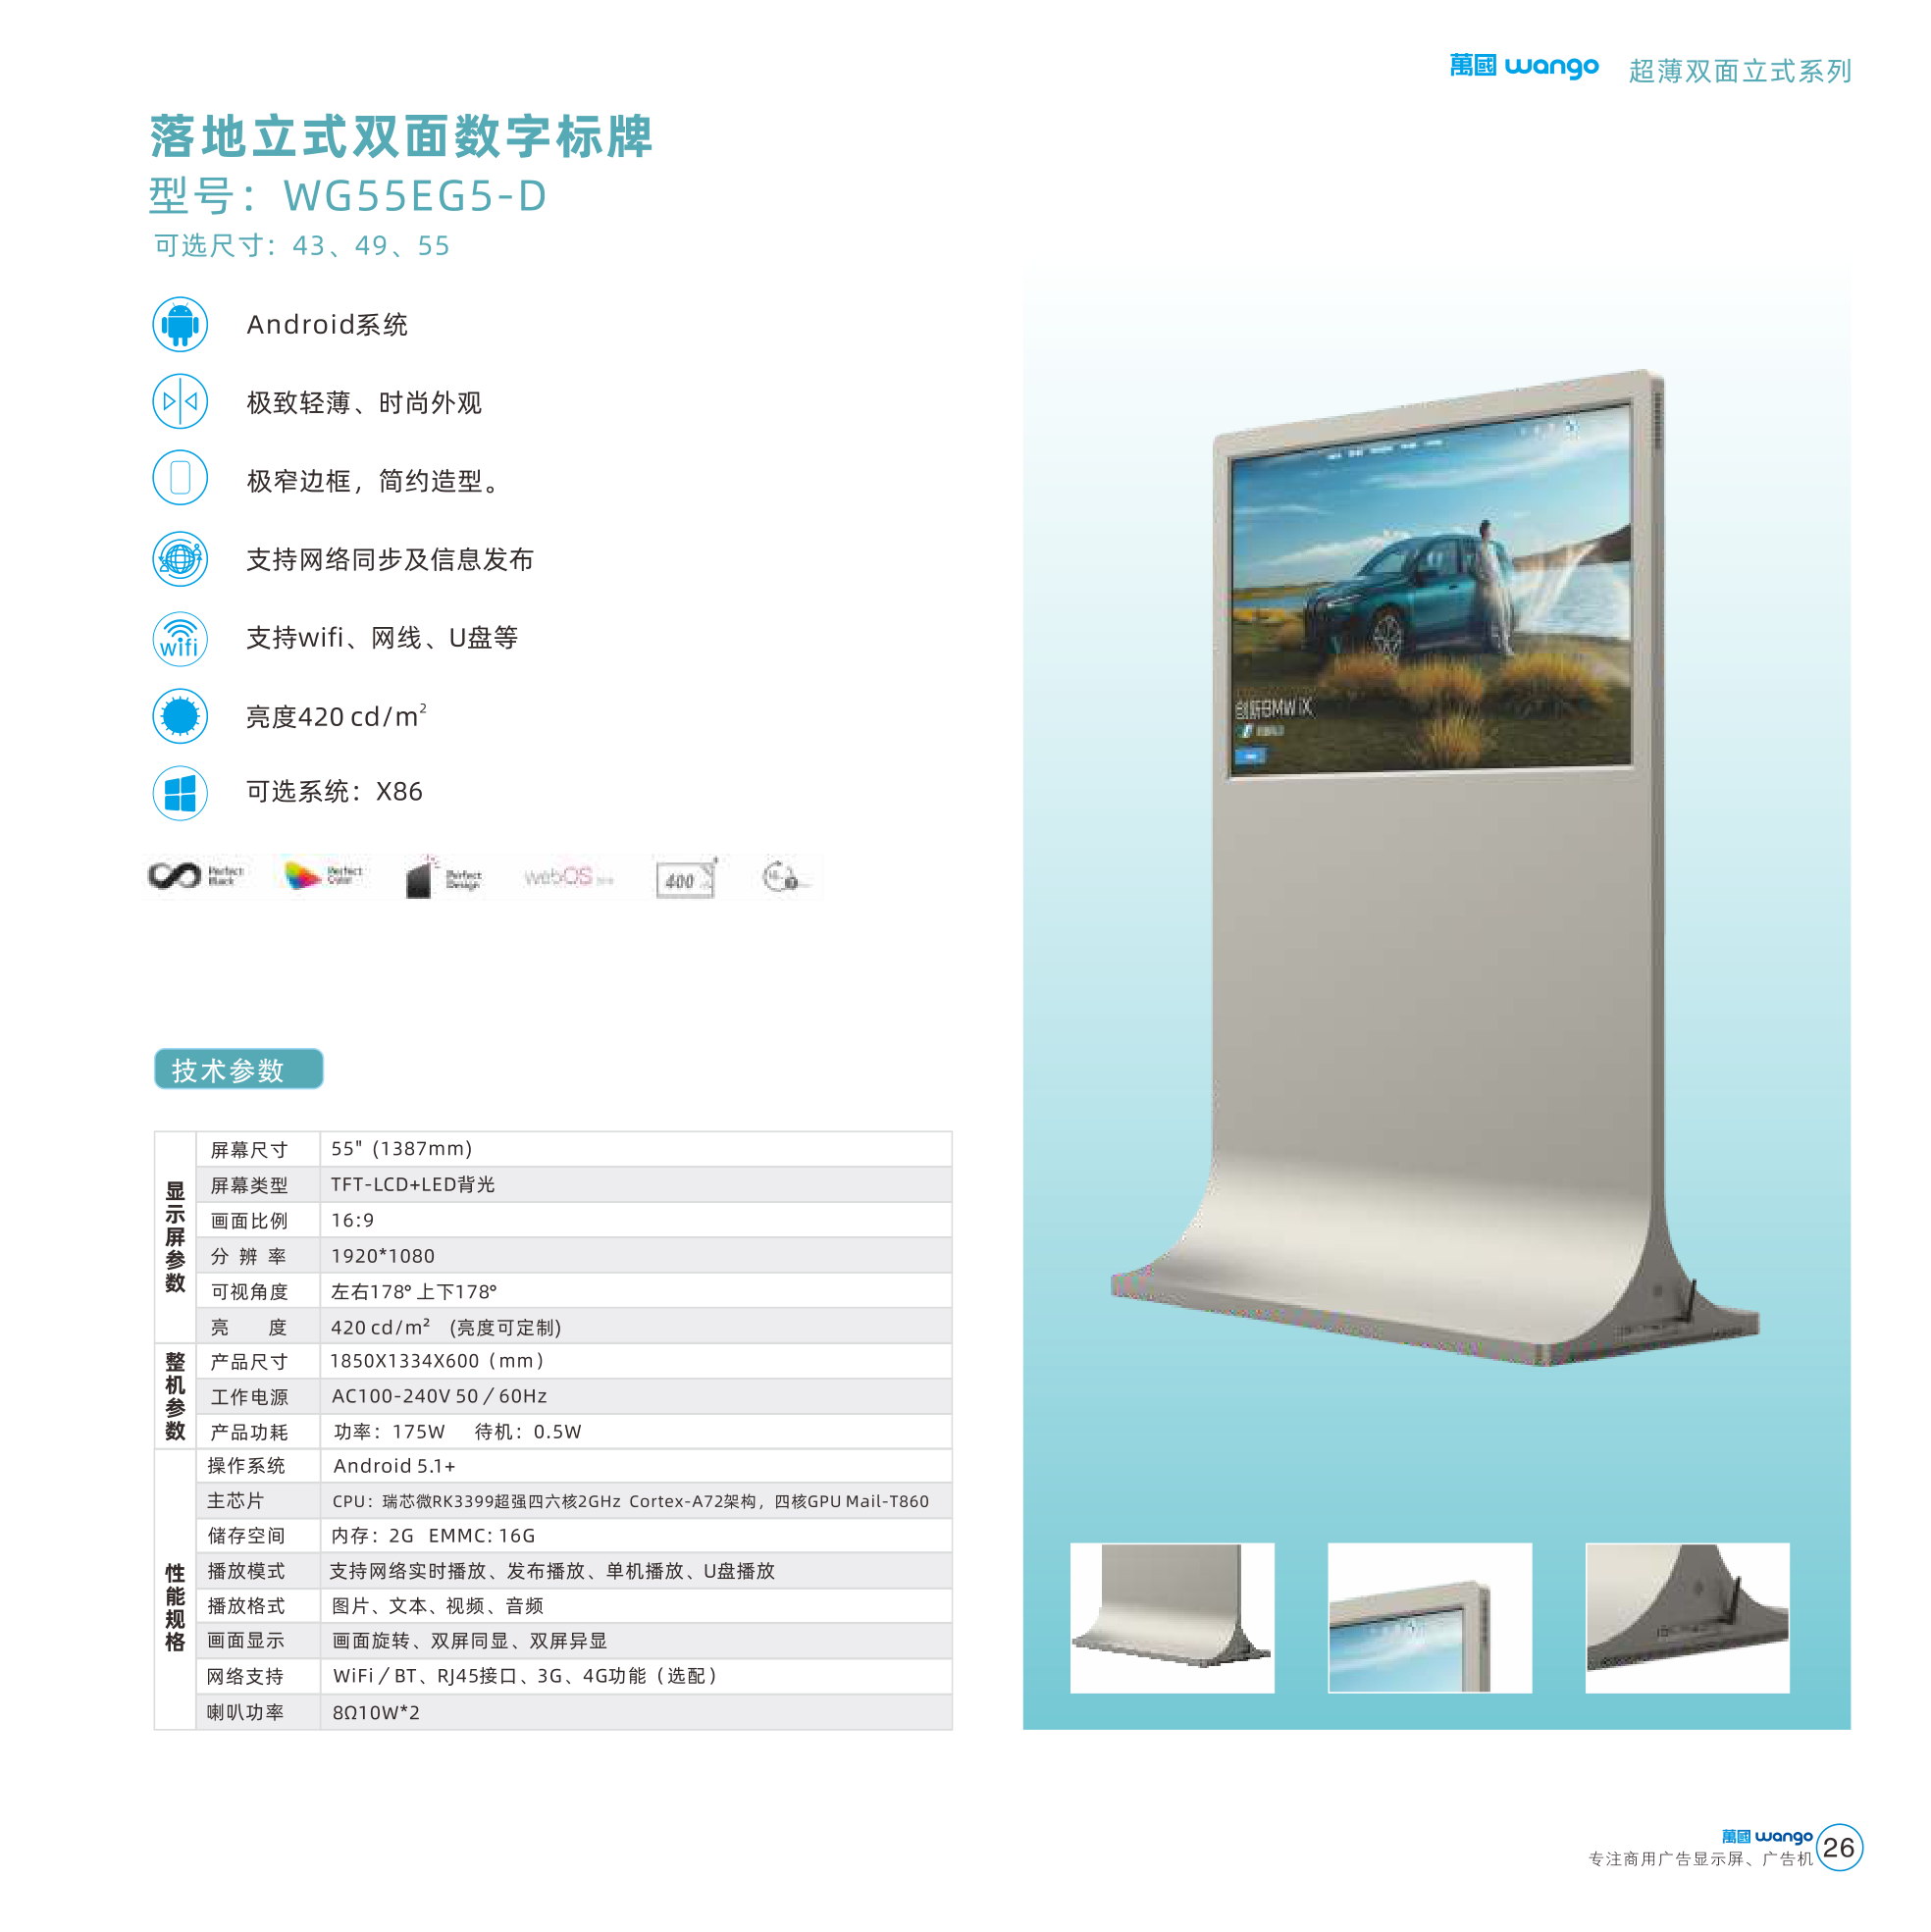 萬國 wango 超薄双面立式系列
落地立式双面数字标牌
型号：WG55EG5-D
可选尺寸：43、49、55
Android系统
极致轻薄、时尚外观
极窄边框，简约造型。
支持网络同步及信息发布
wifi
支持wifi、网线、U盘等
亮度420 cd/m²
可选系统：X86
Perfect Black
Perfect Color
Perfect Design
webOS
400
创新BMW iX
技术参数
显示屏参数
屏幕尺寸 55" (1387mm)
屏幕类型 TFT-LCD+LED背光
画面比例 16:9
分辨率 1920*1080
可视角度 左右178° 上下178°
亮度 420 cd/m² (亮度可定制)
整机参数
产品尺寸 1850X1334X600（mm）
工作电源 AC100-240V 50/60Hz
产品功耗 功率：175W 待机：0.5W
性能规格
操作系统 Android 5.1+
主芯片 CPU：瑞芯微RK3399超强四六核2GHz Cortex-A72架构，四核GPU Mail-T860
储存空间 内存：2G EMMC: 16G
播放模式 支持网络实时播放、发布播放、单机播放、U盘播放
播放格式 图片、文本、视频、音频
画面显示 画面旋转、双屏同显、双屏异显
网络支持 WiFi/BT、RJ45接口、3G、4G功能（选配）
喇叭功率 8Ω10W*2
萬國 wango
专注商用广告显示屏、广告机
26